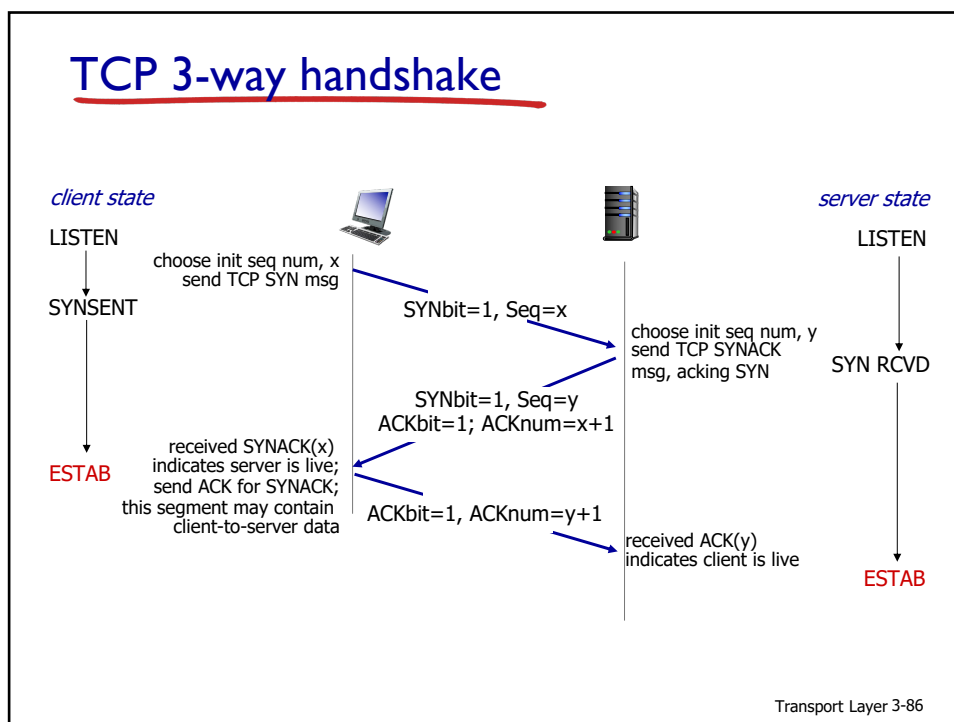 TCP 3-way handshake
client state
server state
LISTEN
LISTEN
choose init seq num, x
send TCP SYN msg
SYNSENT
SYNbit=1, Seq=x
choose init seq num, y
send TCP SYNACK
msg, acking SYN
SYN RCVD
SYNbit=1, Seq=y
ACKbit=1; ACKnum=x+1
received SYNACK(x)
indicates server is live;
send ACK for SYNACK;
this segment may contain
client-to-server data
ESTAB
ACKbit=1, ACKnum=y+1
received ACK(y)
indicates client is live
ESTAB
Transport Layer 3-86